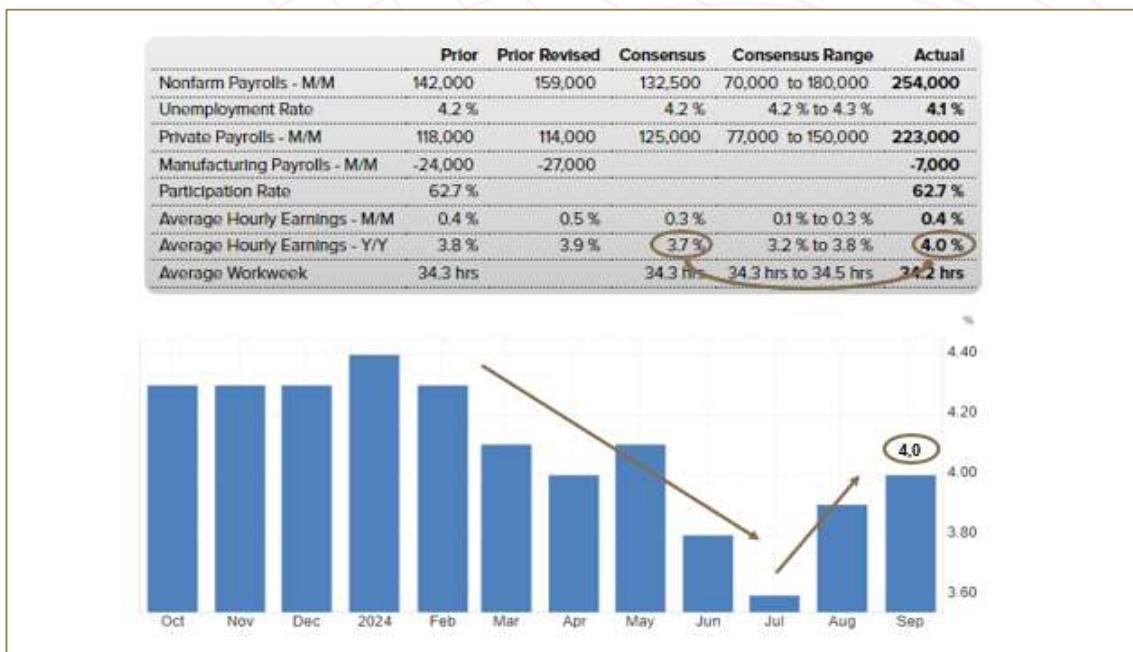 Prior Prior Revised Consensus Consensus Range Actual
Nonfarm Payrolls - M/M 142,000 159,000 132,500 70,000 to 180,000 254,000
Unemployment Rate 4.2 % 4.2 % 4.2 % to 4.3 % 4.1 %
Private Payrolls - M/M 118,000 114,000 125,000 77,000 to 150,000 223,000
Manufacturing Payrolls - M/M -24,000 -27,000 -7,000
Participation Rate 62.7 % 62.7 %
Average Hourly Earnings - M/M 0.4 % 0.5 % 0.3 % 0.1 % to 0.3 % 0.4 %
Average Hourly Earnings - Y/Y 3.8 % 3.9 % 3.7 % 3.2 % to 3.8 % 4.0 %
Average Workweek 34.3 hrs 34.3 hrs 34.3 hrs to 34.5 hrs 34.2 hrs
%
4.40
4.20
4,0
4.00
3.80
3.60
Oct Nov Dec 2024 Feb Mar Apr May Jun Jul Aug Sep